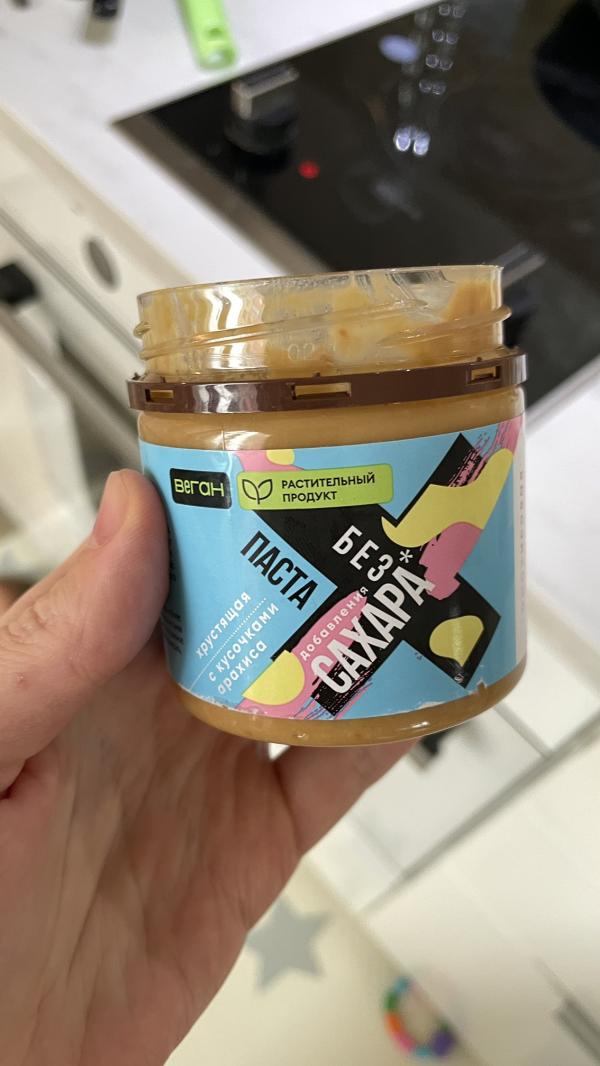 Веган
РАСТИТЕЛЬНЫЙ
ПРОДУКТ
ПАСТА
хрустящая
с кусочками
арахиса
БЕЗ*
добавления
САХАРА